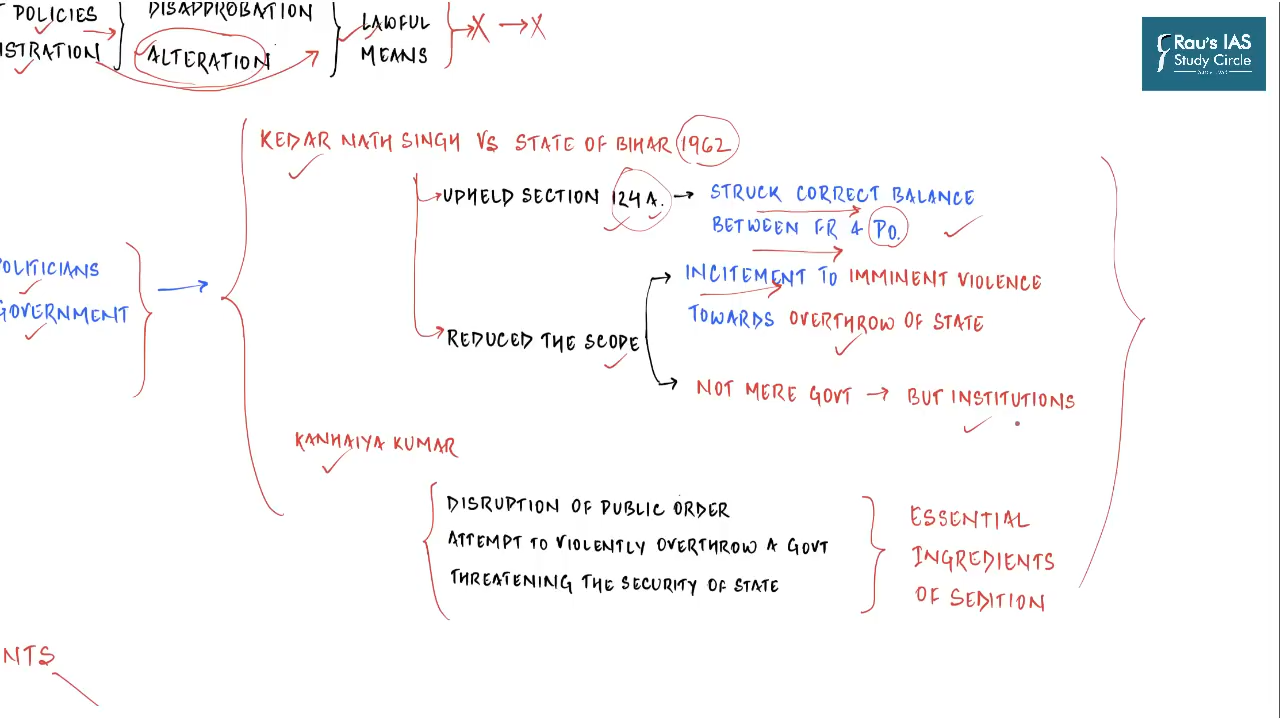 POLICIES
DISAPPROBATION
ALTERATION
LAWFUL
MEANS
X → X
Rau's IAS
Study Circle
KEDAR NATH SINGH VS STATE OF BIHAR 1962
UPHELD SECTION 124 A. → STRUCK CORRECT BALANCE
BETWEEN FR & PO.
POLITICIANS
GOVERNMENT
REDUCED THE SCOPE
INCITEMENT TO IMMINENT VIOLENCE
TOWARDS OVERTHROW OF STATE
NOT MERE GOVT → BUT INSTITUTIONS
KANHAIYA KUMAR
DISRUPTION OF PUBLIC ORDER
ATTEMPT TO VIOLENTLY OVERTHROW A GOVT
THREATENING THE SECURITY OF STATE
ESSENTIAL
INGREDIENTS
OF SEDITION
NTS